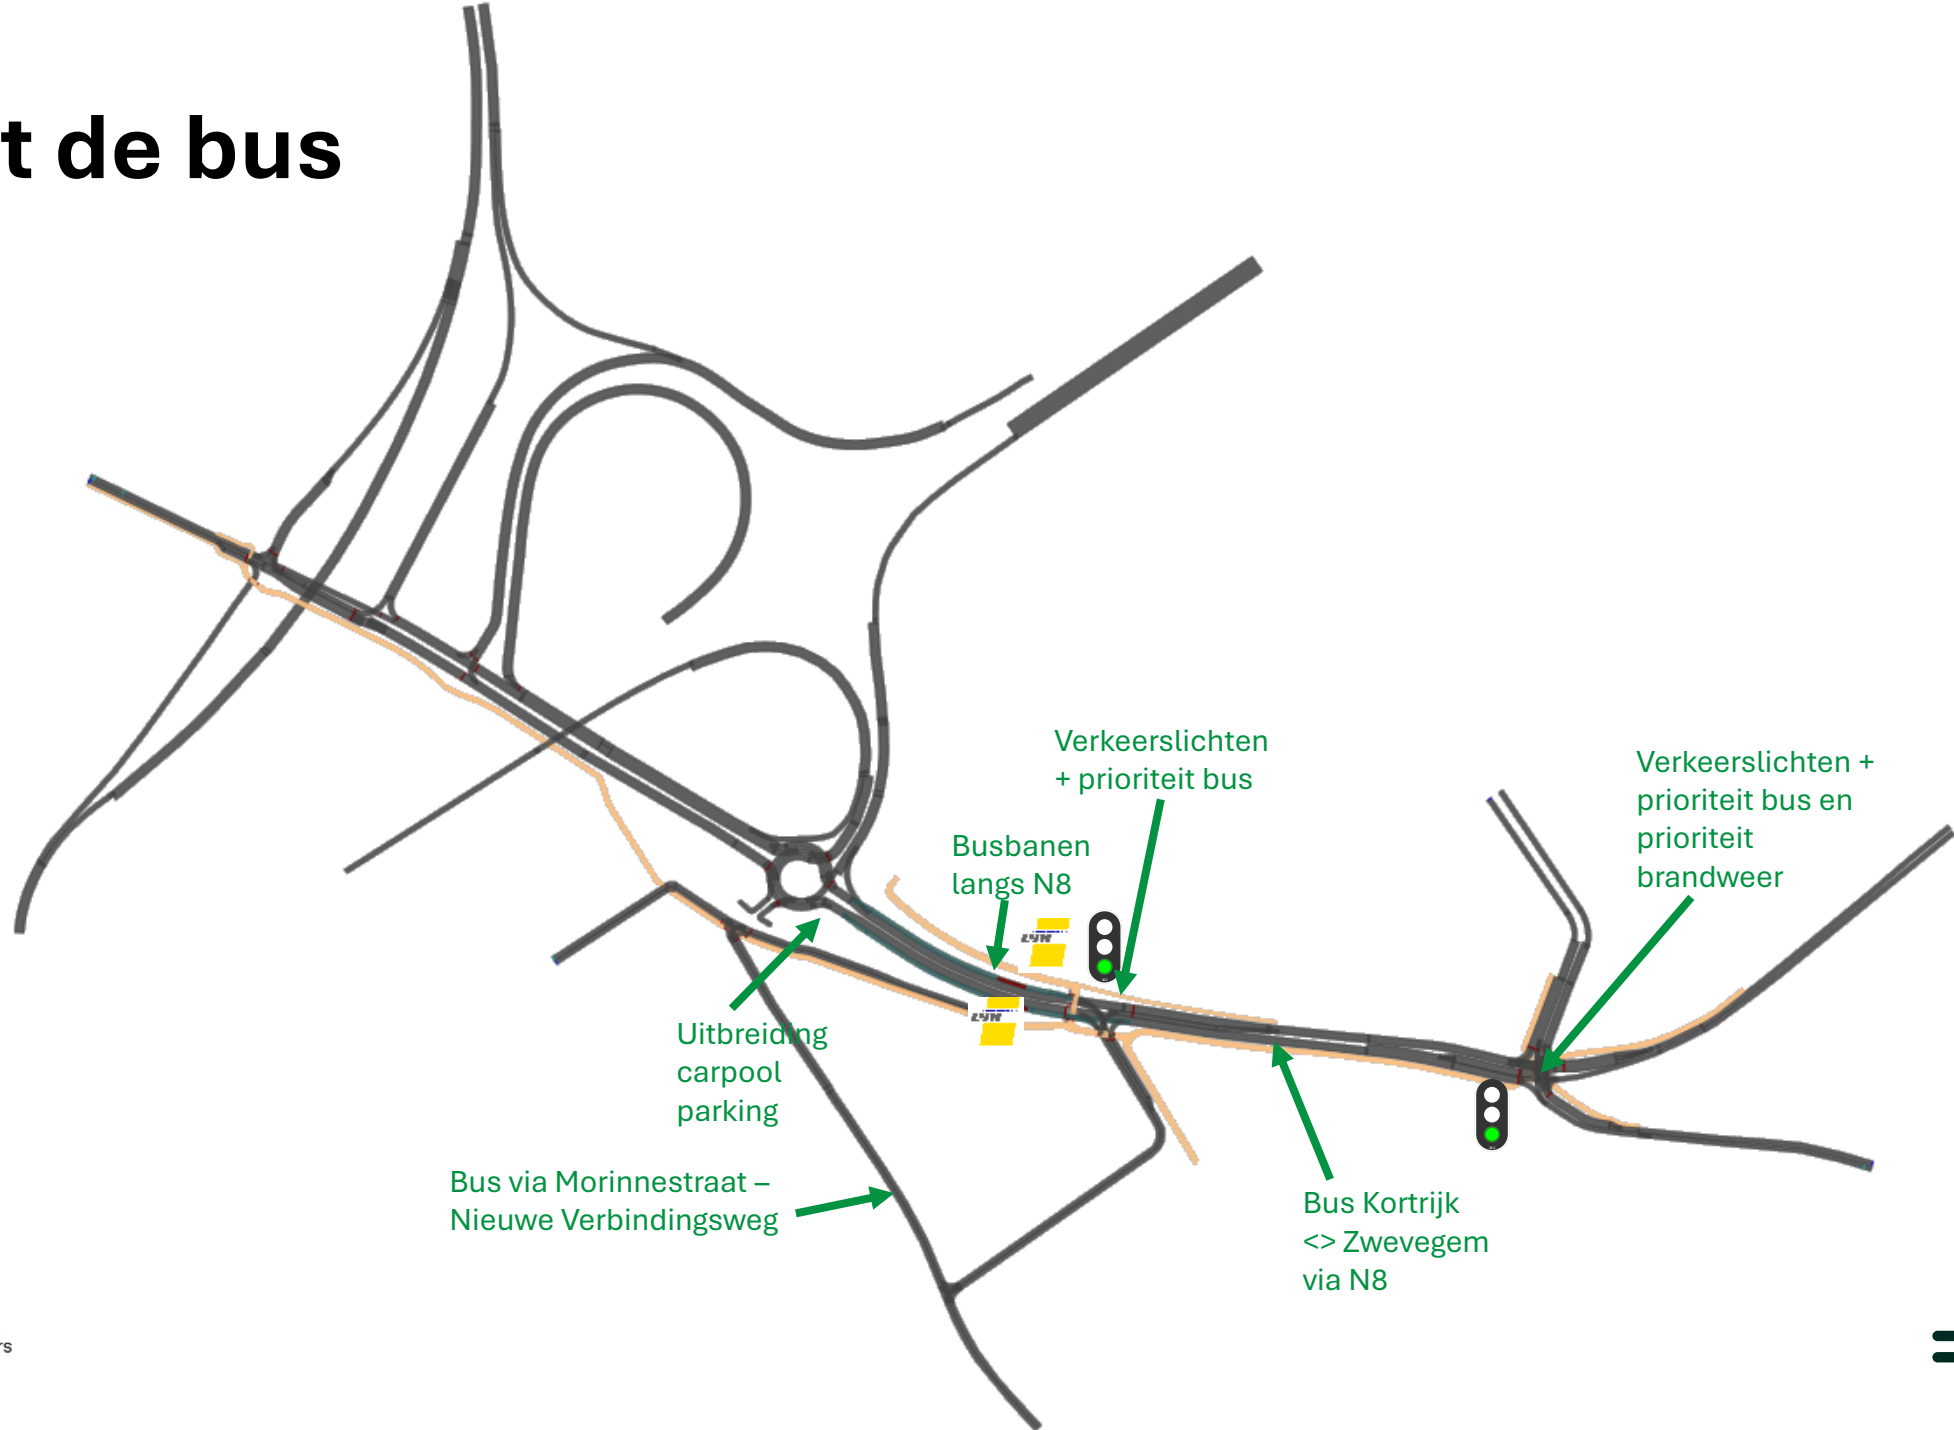 t de bus
Verkeerslichten
+ prioriteit bus
Verkeerslichten +
prioriteit bus en
prioriteit
brandweer
Busbanen
langs N8
Uitbreiding
carpool
parking
Bus via Morinnestraat –
Nieuwe Verbindingsweg
Bus Kortrijk
<> Zwevegem
via N8
rs